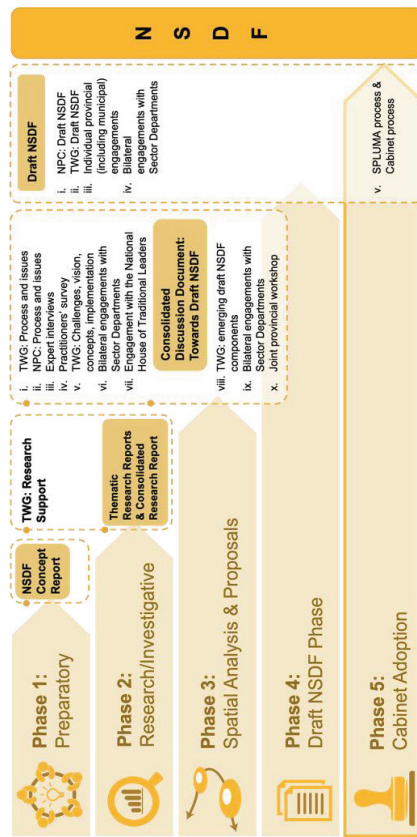 Phase 1:
Preparatory
NSDF
Concept
Report
Phase 2:
Research/Investigative
TWG: Research
Support
Thematic
Research Reports
& Consolidated
Research Report
Phase 3:
Spatial Analysis & Proposals
i. TWG: Process and issues
ii. NPC: Process and issues
iii. Expert interviews
iv. Practitioners' survey
v. TWG: Challenges, vision,
concepts, implementation
vi. Bilateral engagements with
Sector Departments
vii. Engagement with the National
House of Traditional Leaders
Consolidated
Discussion Document:
Towards Draft NSDF
viii. TWG: emerging draft NSDF
components
ix. Bilateral engagements with
Sector Departments
x. Joint provincial workshop
Phase 4:
Draft NSDF Phase
Draft NSDF
i. NPC: Draft NSDF
ii. TWG: Draft NSDF
iii. Individual provincial
(including municipal)
engagements
iv. Bilateral
engagements with
Sector Departments
Phase 5:
Cabinet Adoption
v. SPLUMA process &
Cabinet process
N S D F